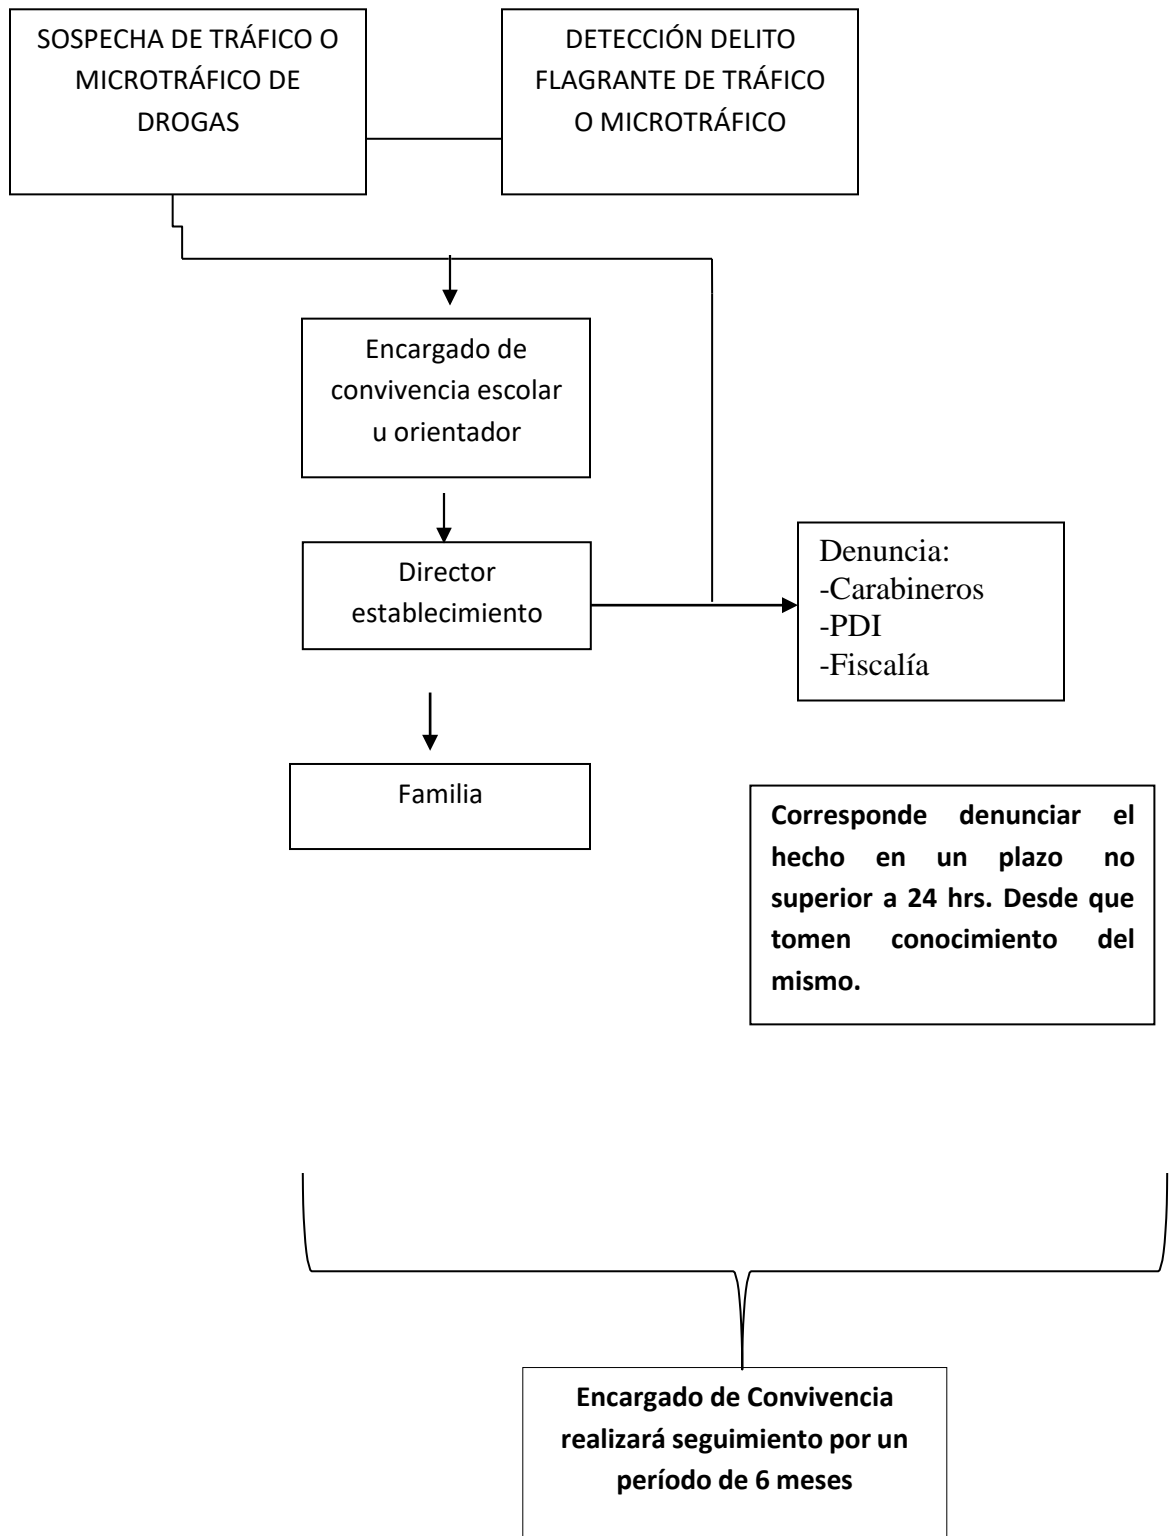 SOSPECHA DE TRÁFICO O
MICROTRÁFICO DE
DROGAS
DETECCIÓN DELITO
FLAGRANTE DE TRÁFICO
O MICROTRÁFICO
Encargado de
convivencia escolar
u orientador
Director
establecimiento
Denuncia:
-Carabineros
-PDI
-Fiscalía
Familia
Corresponde denunciar el
hecho en un plazo no
superior a 24 hrs. Desde que
tomen conocimiento del
mismo.
Encargado de Convivencia
realizará seguimiento por un
período de 6 meses